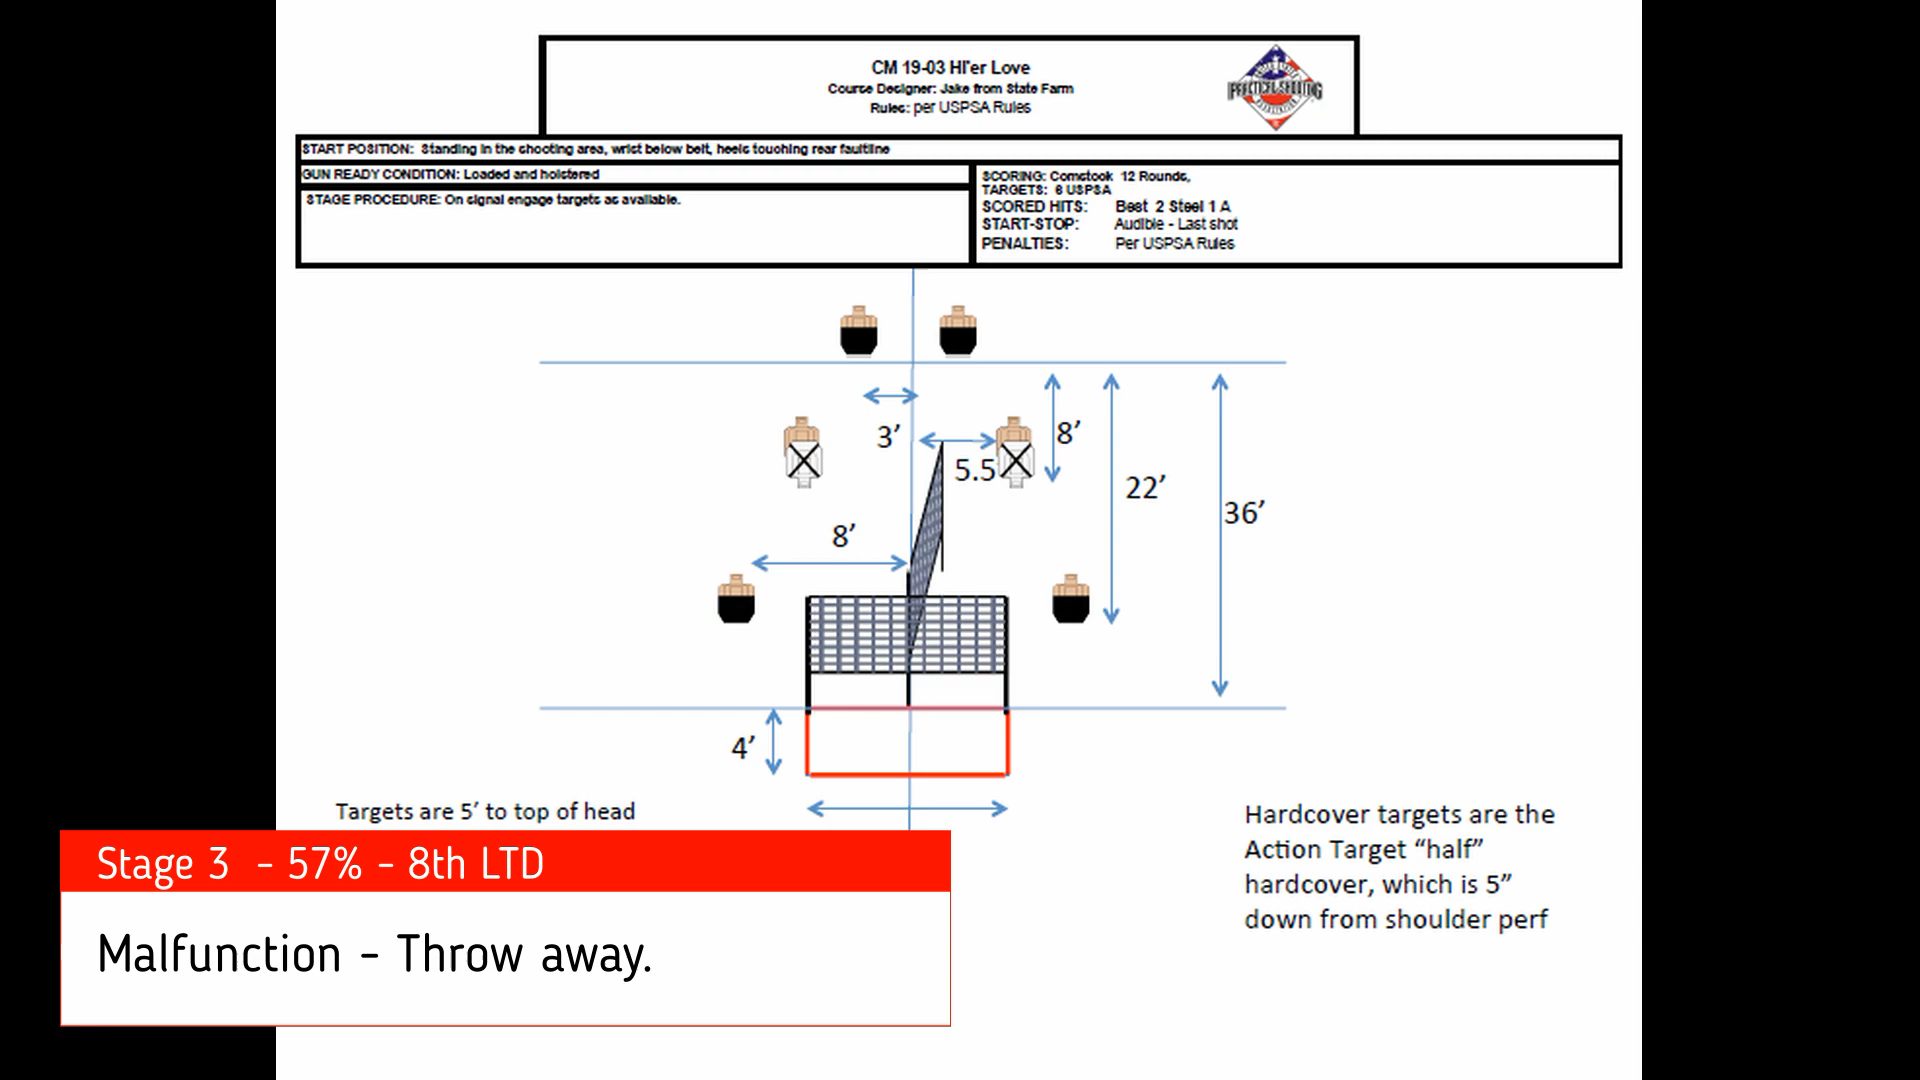 CM 19-03 Hi'er Love
Course Designer: Jake from State Farm
Rules: per USPSA Rules
PRACTICAL SHOOTING
START POSITION: Standing in the shooting area, wrist below belt, heels touching rear faultline
GUN READY CONDITION: Loaded and holstered
STAGE PROCEDURE: On signal engage targets as available.
SCORING: Comstock 12 Rounds,
TARGETS: 6 USPSA
SCORED HITS: Best 2 Steel 1 A
START-STOP: Audible - Last shot
PENALTIES: Per USPSA Rules
3’
8’
5.5
22’
36’
8’
4’
Targets are 5’ to top of head
Hardcover targets are the
Action Target “half”
hardcover, which is 5”
down from shoulder perf
Stage 3 - 57% - 8th LTD
Malfunction - Throw away.